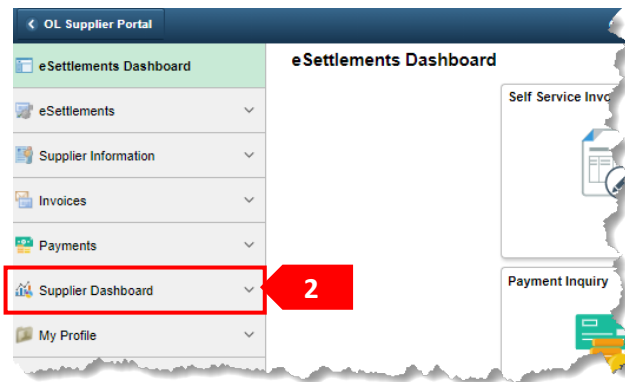 OL Supplier Portal
eSettlements Dashboard
eSettlements
Supplier Information
Invoices
Payments
Supplier Dashboard
My Profile
eSettlements Dashboard
Self Service
Payment Inquiry
2